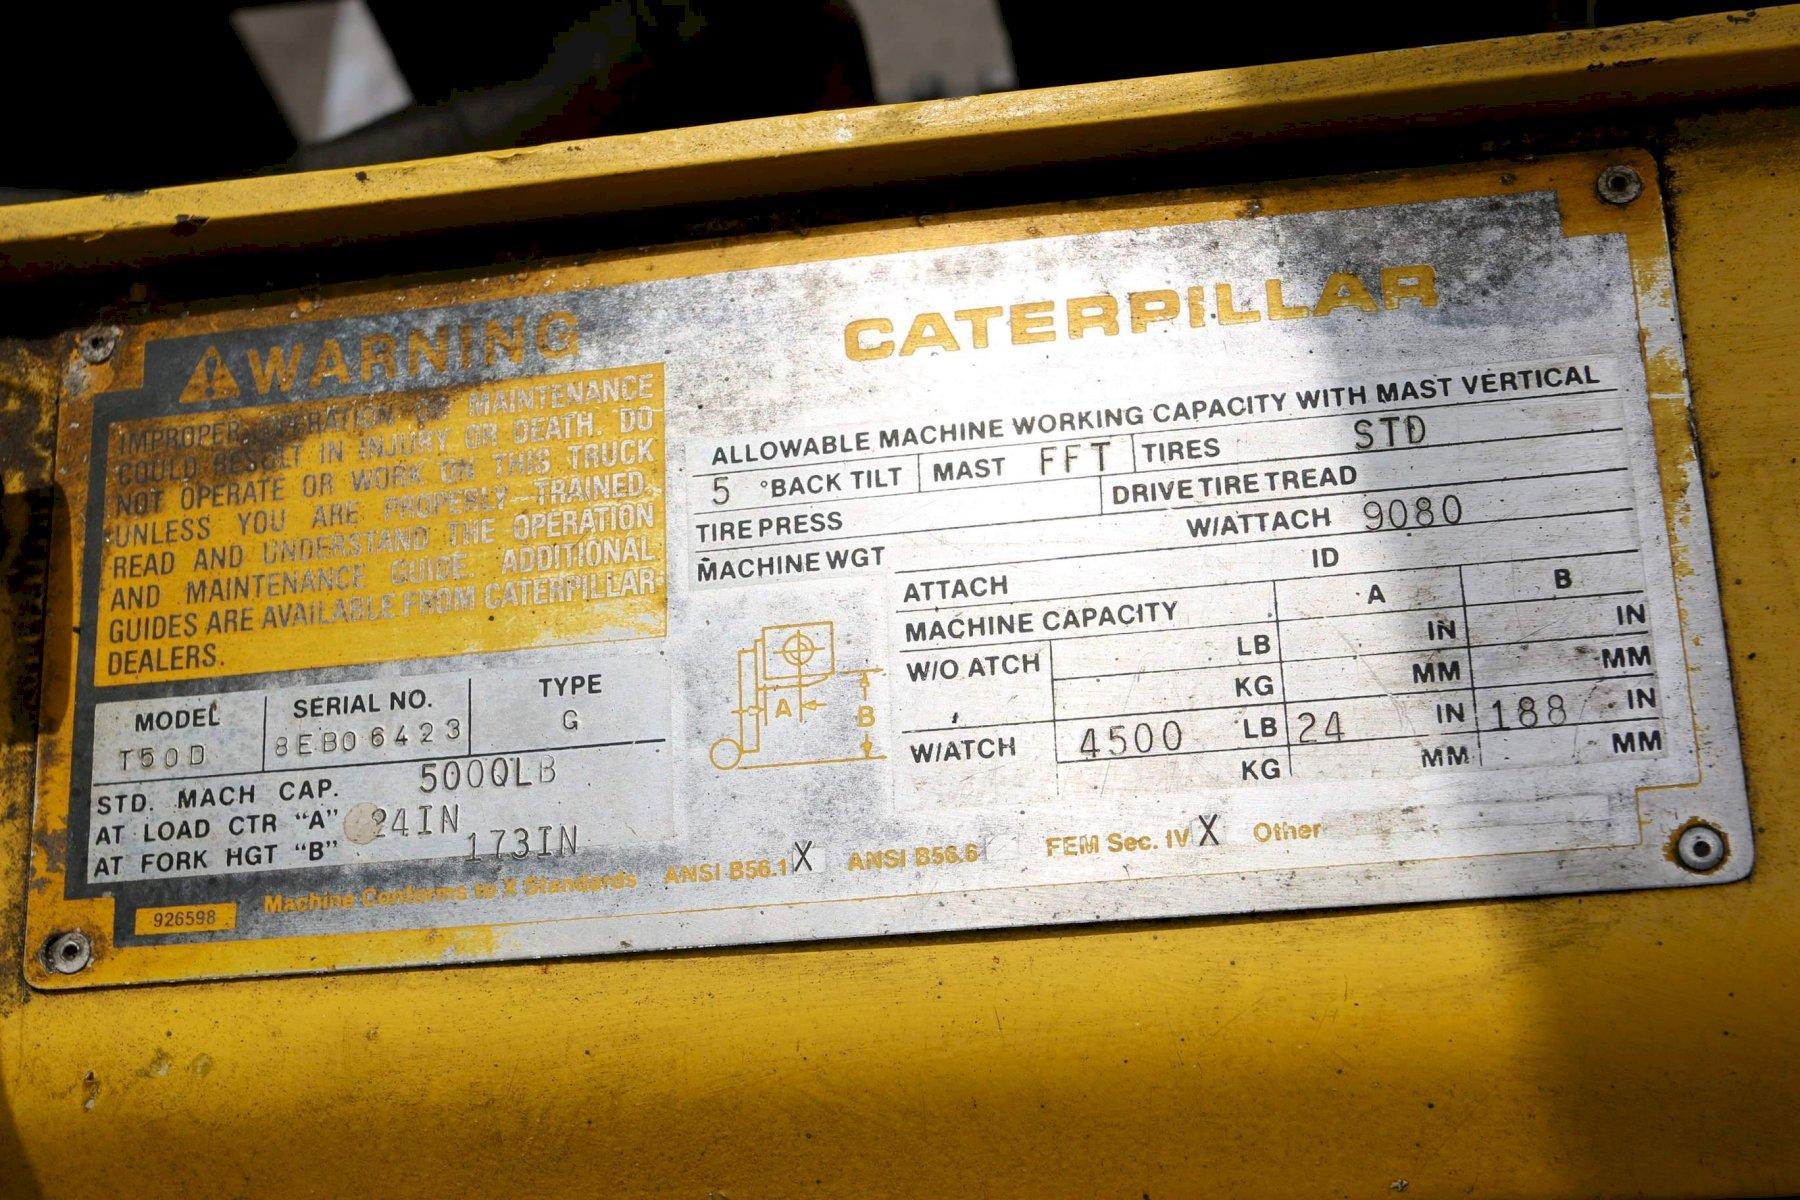 WARNING
IMPROPER OPERATION OR MAINTENANCE
COULD RESULT IN INJURY OR DEATH. DO
NOT OPERATE OR WORK ON THIS TRUCK
UNLESS YOU ARE PROPERLY TRAINED,
READ AND UNDERSTAND THE OPERATION
AND MAINTENANCE GUIDE. ADDITIONAL
GUIDES ARE AVAILABLE FROM CATERPILLAR
DEALERS.
MODEL SERIAL NO. TYPE
T50D 8EB06423 G
STD. MACH CAP. 5000LB
AT LOAD CTR "A" 24IN
AT FORK HGT "B" 173IN
926598
CATERPILLAR
ALLOWABLE MACHINE WORKING CAPACITY WITH MAST VERTICAL
5 °BACK TILT MAST FFT TIRES STD
TIRE PRESS DRIVE TIRE TREAD
MACHINE WGT W/ATTACH 9080
ATTACH ID
MACHINE CAPACITY A B
W/O ATCH LB IN IN
KG MM MM
W/ATCH 4500 LB 24 IN 188 IN
KG MM MM
A B
Machine Conforms to X Standards ANSI B56.1 X ANSI B56.6 FEM Sec. IV X Other